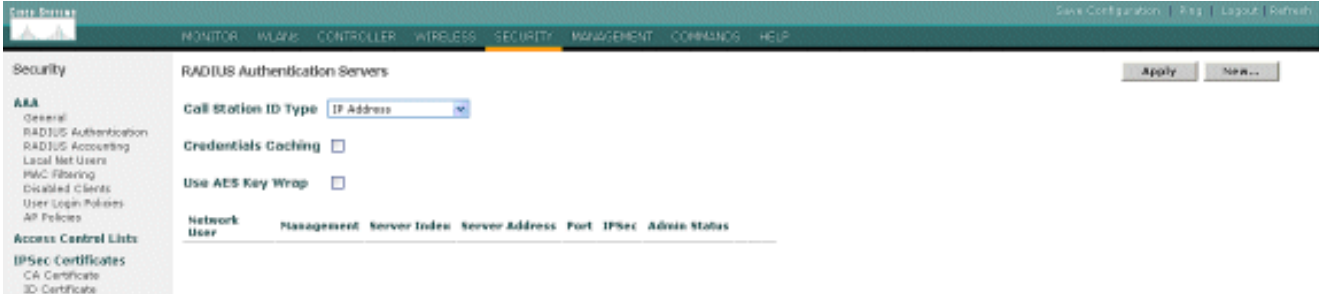 Cisco Systems
Save Configuration | Ping | Logout | Refresh
MONITOR WLANs CONTROLLER WIRELESS SECURITY MANAGEMENT COMMANDS HELP
Security
AAA
General
RADIUS Authentication
RADIUS Accounting
Local Net Users
MAC Filtering
Disabled Clients
User Login Policies
AP Policies
Access Control Lists
IPSec Certificates
CA Certificate
ID Certificate
RADIUS Authentication Servers
Apply New...
Call Station ID Type IP Address
Credentials Caching
Use AES Key Wrap
Network User Management Server Index Server Address Port IPSec Admin Status